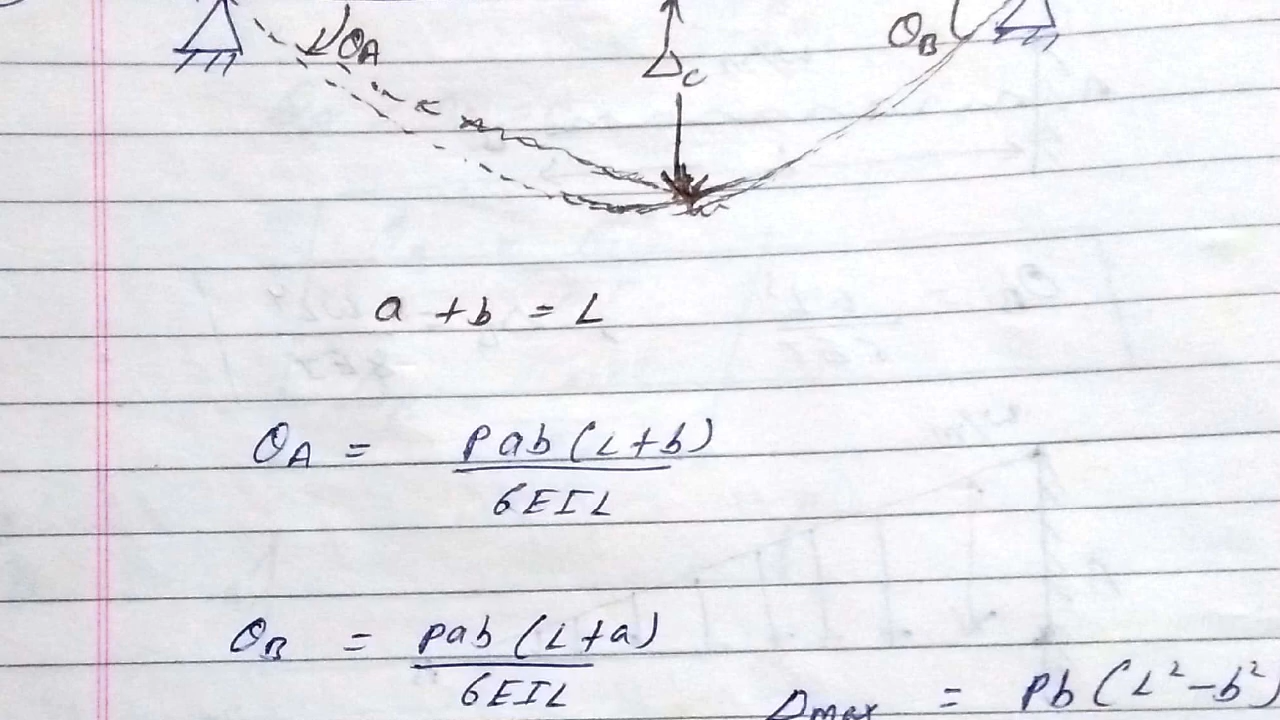 θA Δc θB
a + b = L
θA = Pab(L+b)
6EIL
θB = Pab(L+a)
6EIL
Δmax = Pb(L²-b²)